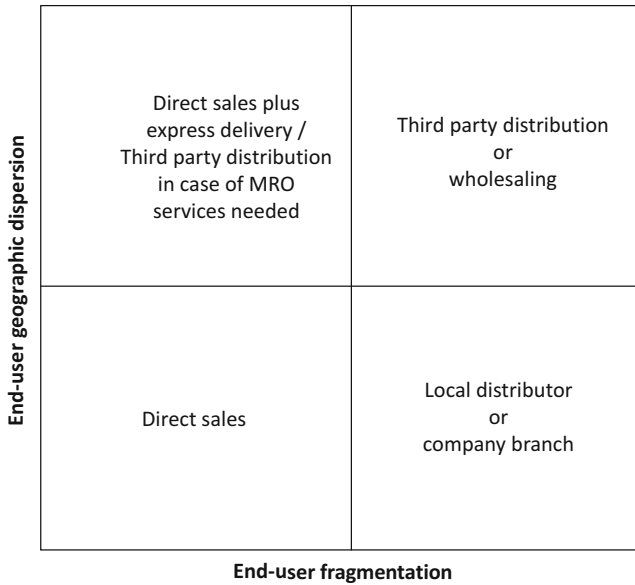 Direct sales plus
express delivery /
Third party distribution
in case of MRO
services needed
Third party distribution
or
wholesaling
End-user geographic dispersion
Direct sales
Local distributor
or
company branch
End-user fragmentation